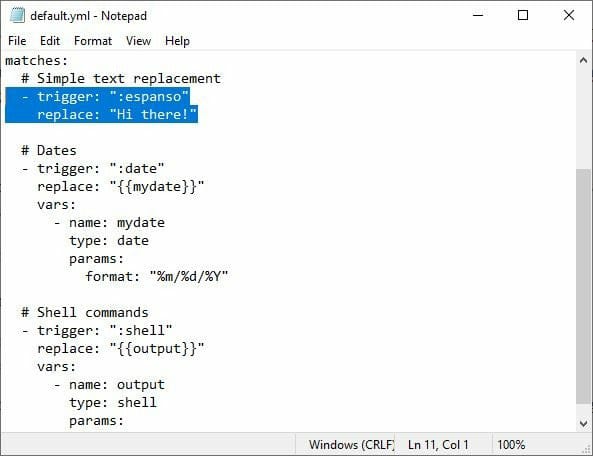 default.yml - Notepad
File Edit Format View Help
matches:
  # Simple text replacement
  - trigger: ":espanso"
    replace: "Hi there!"

  # Dates
  - trigger: ":date"
    replace: "{{mydate}}"
    vars:
      - name: mydate
        type: date
        params:
          format: "%m/%d/%Y"

  # Shell commands
  - trigger: ":shell"
    replace: "{{output}}"
    vars:
      - name: output
        type: shell
        params:
Windows (CRLF) Ln 11, Col 1 100%